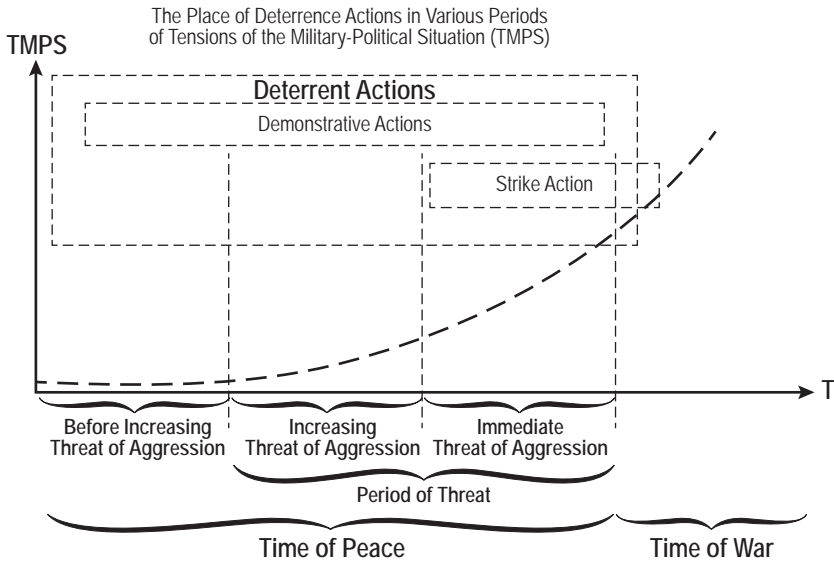 The Place of Deterrence Actions in Various Periods
of Tensions of the Military-Political Situation (TMPS)
TMPS
Deterrent Actions
Demonstrative Actions
Strike Action
T
Before Increasing
Threat of Aggression
Increasing
Threat of Aggression
Immediate
Threat of Aggression
Period of Threat
Time of Peace
Time of War